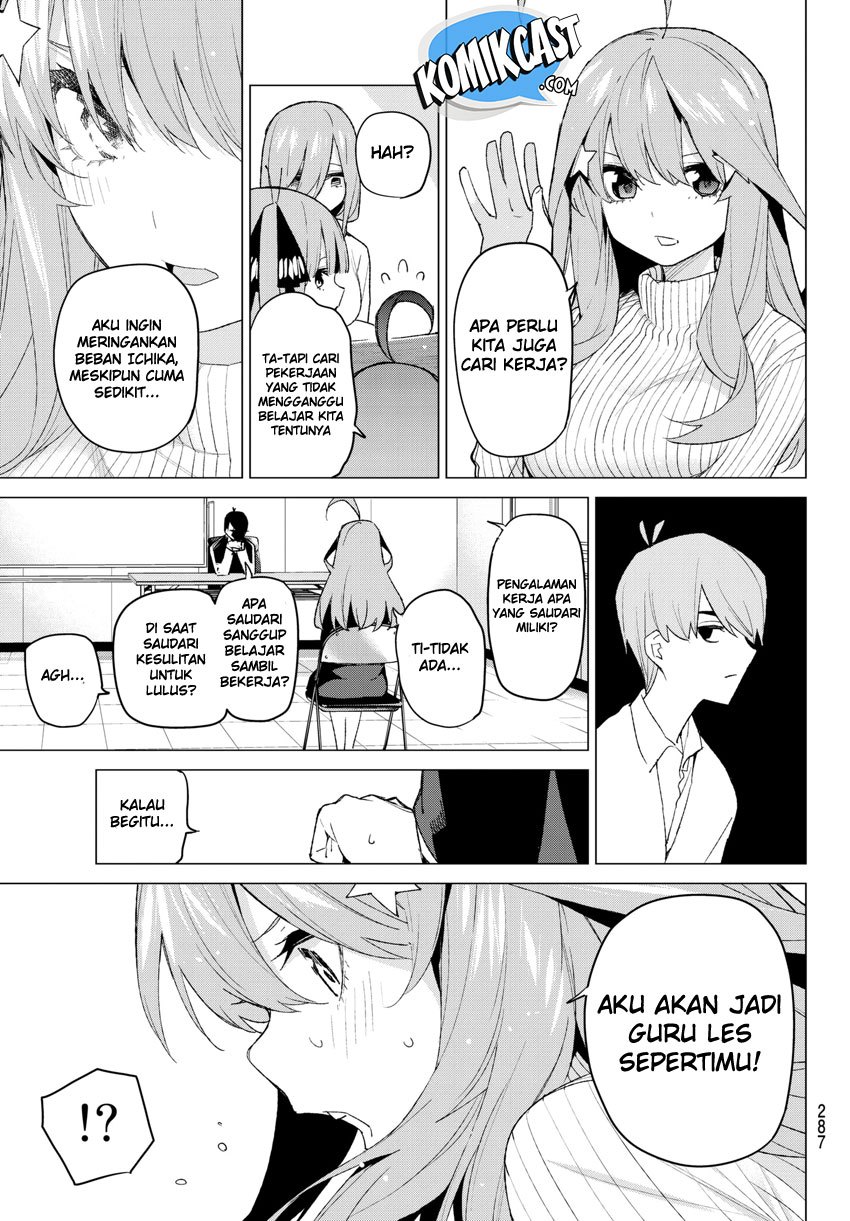 KOMIKCAST
.COM
APA PERLU
KITA JUGA
CARI KERJA?
HAH?
TA-TAPI CARI
PEKERJAAN
YANG TIDAK
MENGGANGGU
BELAJAR KITA
TENTUNYA
AKU INGIN
MERINGANKAN
BEBAN ICHIKA,
MESKIPUN CUMA
SEDIKIT...
PENGALAMAN
KERJA APA
YANG SAUDARI
MILIKI?
TI-TIDAK
ADA...
APA
SAUDARI
SANGGUP
BELAJAR
SAMBIL
BEKERJA?
DI SAAT
SAUDARI
KESULITAN
UNTUK
LULUS?
AGH...
KALAU
BEGITU...
AKU AKAN JADI
GURU LES
SEPERTIMU!
!?
287